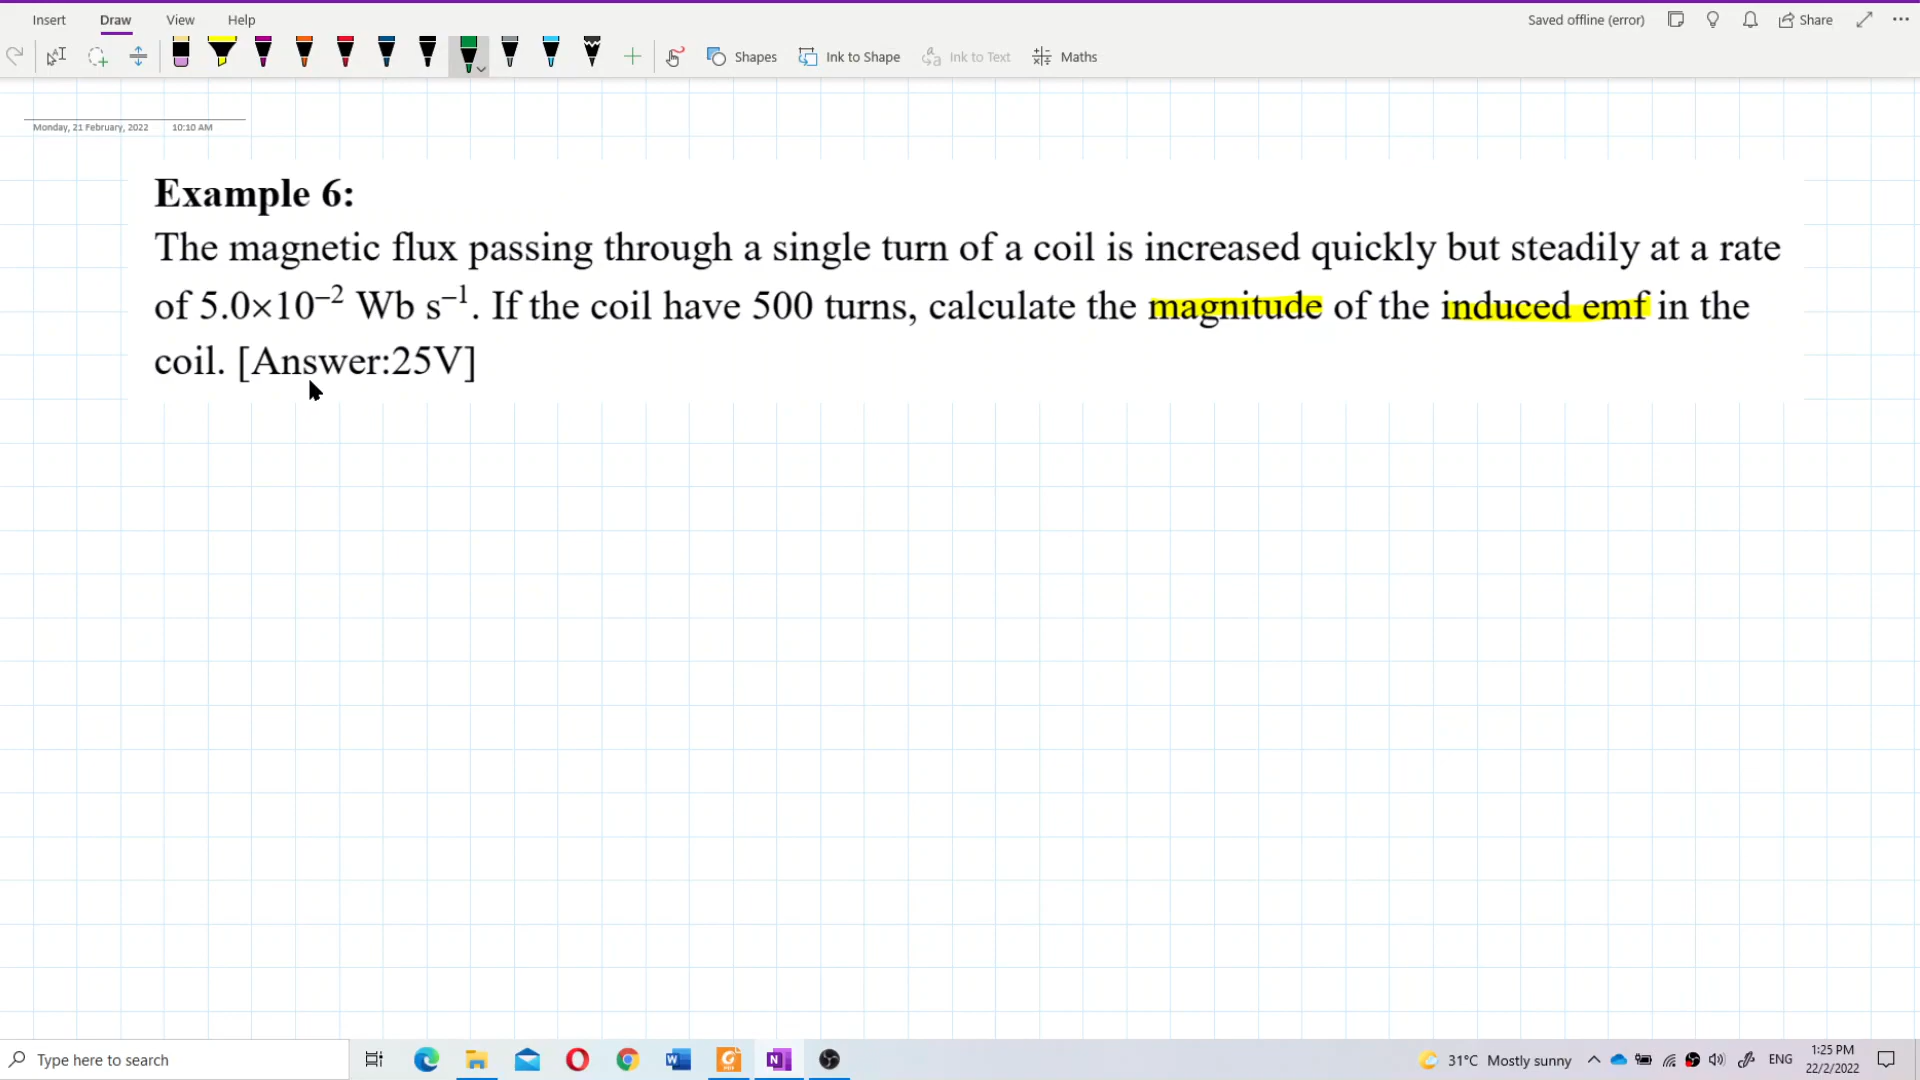 Insert Draw View Help Saved offline (error) Share
Shapes Ink to Shape Ink to Text Maths
Monday, 21 February, 2022 10:10 AM
Example 6:
The magnetic flux passing through a single turn of a coil is increased quickly but steadily at a rate
of 5.0×10⁻² Wb s⁻¹. If the coil have 500 turns, calculate the magnitude of the induced emf in the
coil. [Answer:25V]
Type here to search 31°C Mostly sunny ENG 1:25 PM
22/2/2022